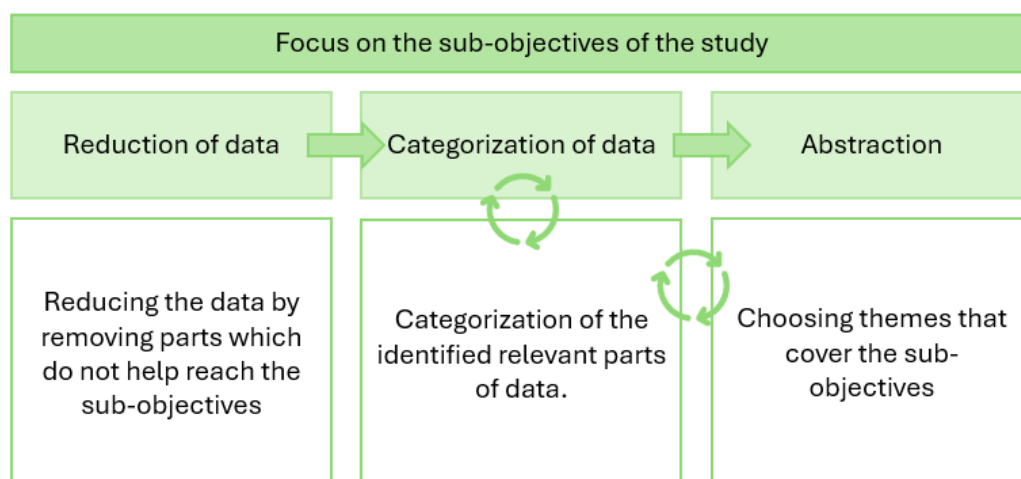 Focus on the sub-objectives of the study
Reduction of data
Categorization of data
Abstraction
Reducing the data by
removing parts which
do not help reach the
sub-objectives
Categorization of the
identified relevant parts
of data.
Choosing themes that
cover the sub-
objectives